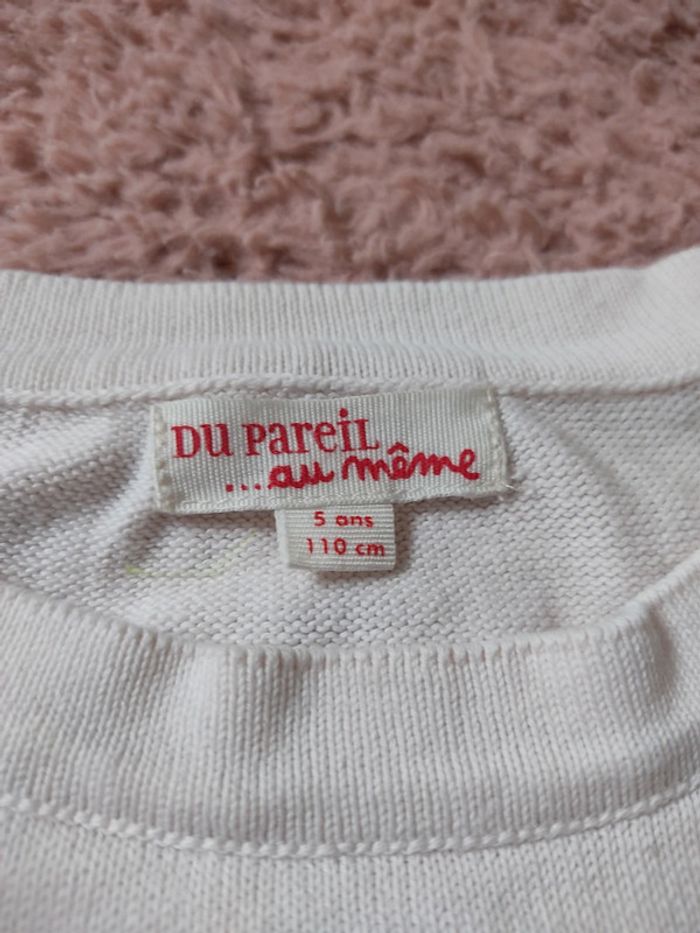 DU PAREIL
...au même
5 ans
110 cm